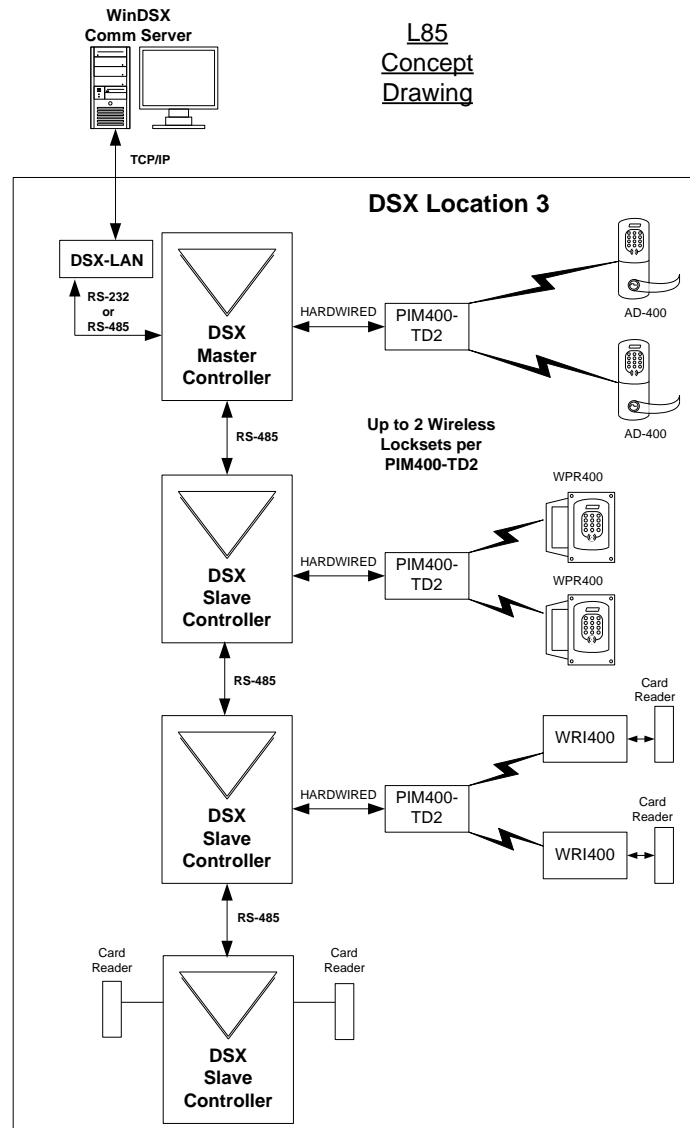 WinDSX
Comm Server
L85
Concept
Drawing
TCP/IP
DSX Location 3
DSX-LAN
RS-232
or
RS-485
DSX
Master
Controller
HARDWIRED
PIM400-
TD2
AD-400
AD-400
RS-485
Up to 2 Wireless
Locksets per
PIM400-TD2
DSX
Slave
Controller
HARDWIRED
PIM400-
TD2
WPR400
WPR400
RS-485
DSX
Slave
Controller
HARDWIRED
PIM400-
TD2
WRI400
Card
Reader
WRI400
Card
Reader
RS-485
Card
Reader
DSX
Slave
Controller
Card
Reader